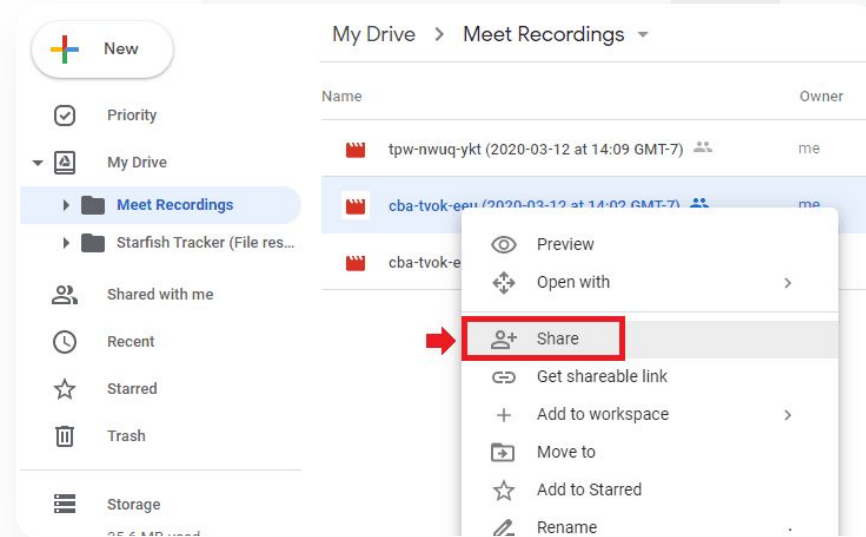 New
Priority
My Drive
Meet Recordings
Starfish Tracker (File res...
Shared with me
Recent
Starred
Trash
Storage
My Drive > Meet Recordings
Name Owner
tpw-nwuq-ykt (2020-03-12 at 14:09 GMT-7) me
cba-tvok-eeu (2020-03-12 at 14:02 GMT-7) me
cba-tvok-e
Preview
Open with
Share
Get shareable link
Add to workspace
Move to
Add to Starred
Rename